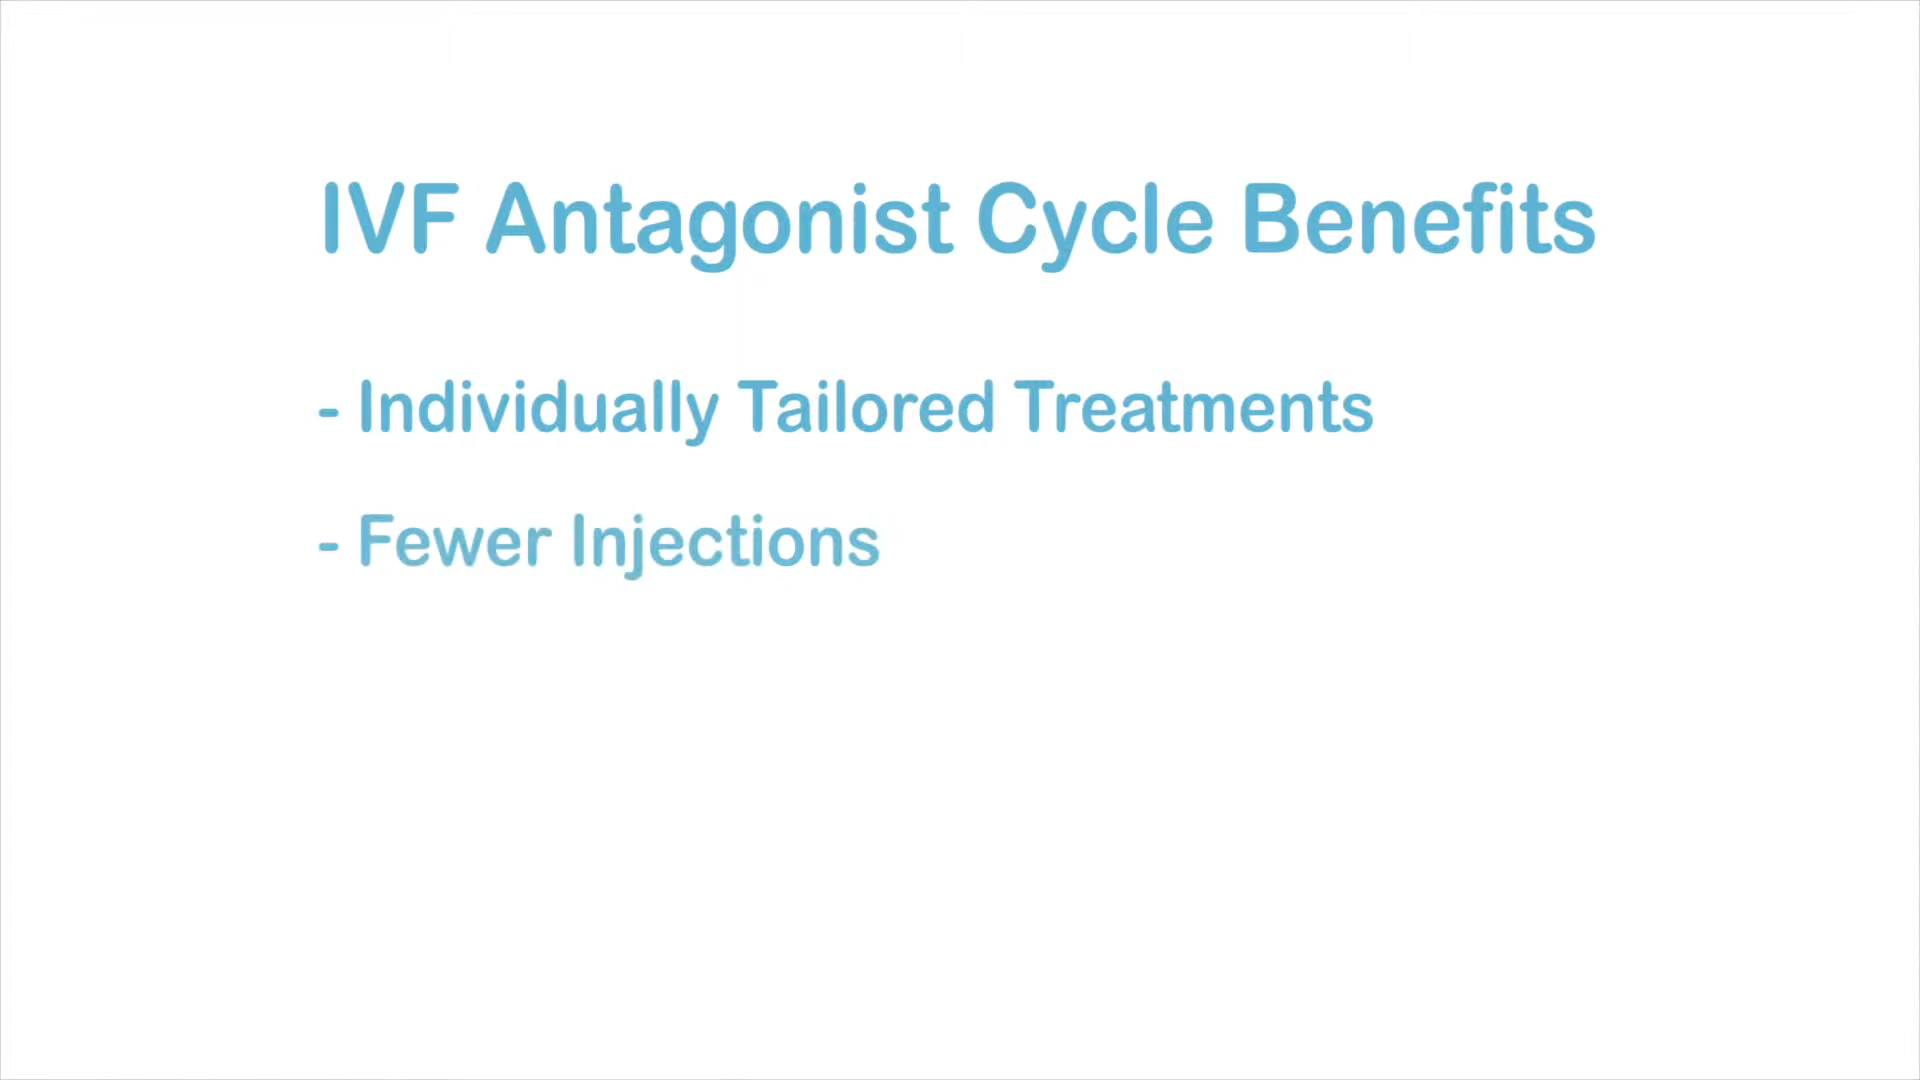 IVF Antagonist Cycle Benefits
- Individually Tailored Treatments
- Fewer Injections